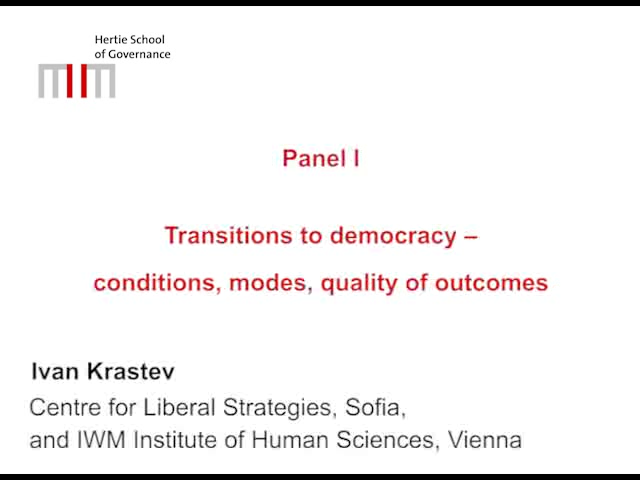 Hertie School
of Governance
Panel I
Transitions to democracy –
conditions, modes, quality of outcomes
Ivan Krastev
Centre for Liberal Strategies, Sofia,
and IWM Institute of Human Sciences, Vienna